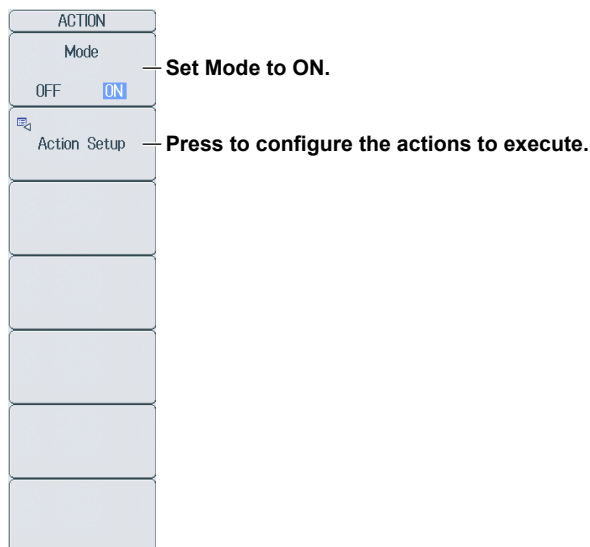 ACTION
Mode
OFF ON
Set Mode to ON.
Action Setup
Press to configure the actions to execute.